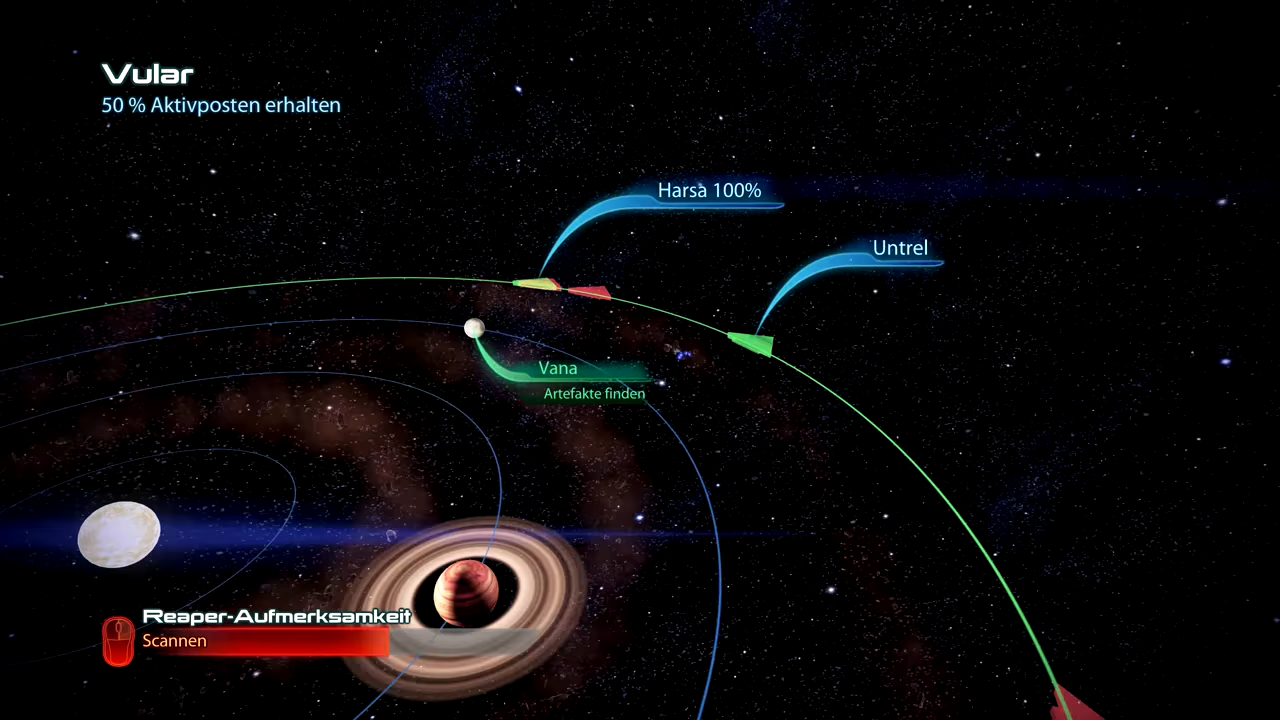 Vular
50 % Aktivposten erhalten
Harsa 100%
Untrel
Vana
Artefakte finden
Reaper-Aufmerksamkeit
Scannen